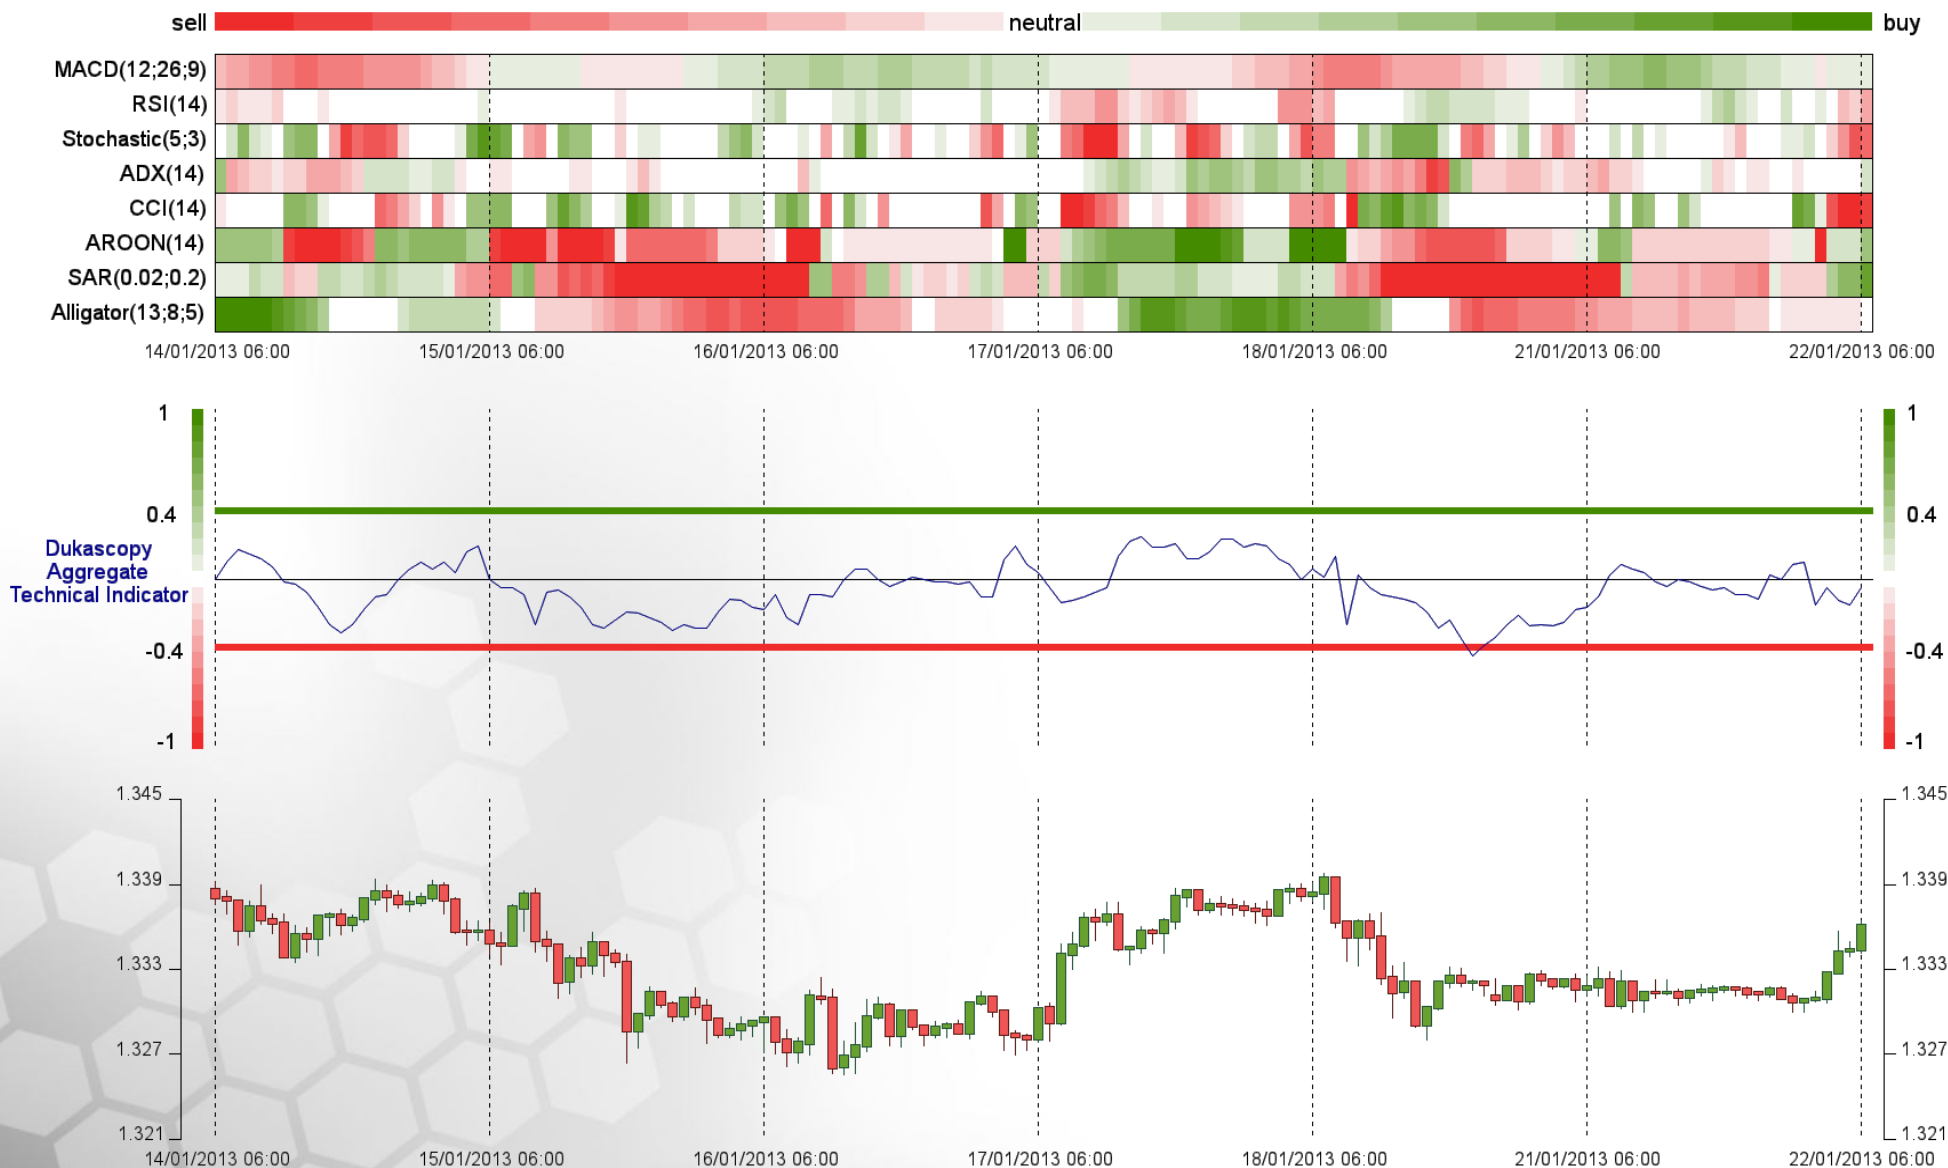 sell neutral buy
MACD(12;26;9)
RSI(14)
Stochastic(5;3)
ADX(14)
CCI(14)
AROON(14)
SAR(0.02;0.2)
Alligator(13;8;5)
14/01/2013 06:00 15/01/2013 06:00 16/01/2013 06:00 17/01/2013 06:00 18/01/2013 06:00 21/01/2013 06:00 22/01/2013 06:00
1 1
0.4 0.4
Dukascopy
Aggregate
Technical Indicator
-0.4 -0.4
-1 -1
1.345 1.345
1.339 1.339
1.333 1.333
1.327 1.327
1.321 1.321
14/01/2013 06:00 15/01/2013 06:00 16/01/2013 06:00 17/01/2013 06:00 18/01/2013 06:00 21/01/2013 06:00 22/01/2013 06:00